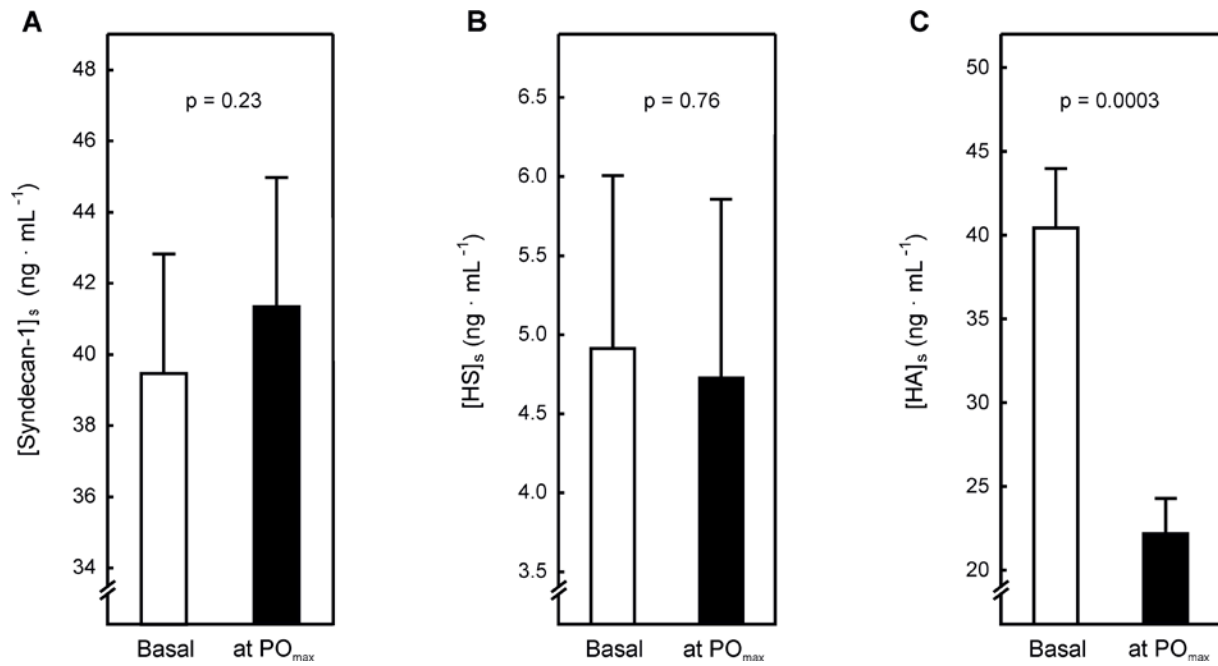 A
[Syndecan-1]s (ng · mL -1)
48
46
44
42
40
38
36
34
p = 0.23
Basal
at POmax
B
[HS]s (ng · mL -1)
6.5
6.0
5.5
5.0
4.5
4.0
3.5
p = 0.76
Basal
at POmax
C
[HA]s (ng · mL -1)
50
45
40
35
30
25
20
p = 0.0003
Basal
at POmax